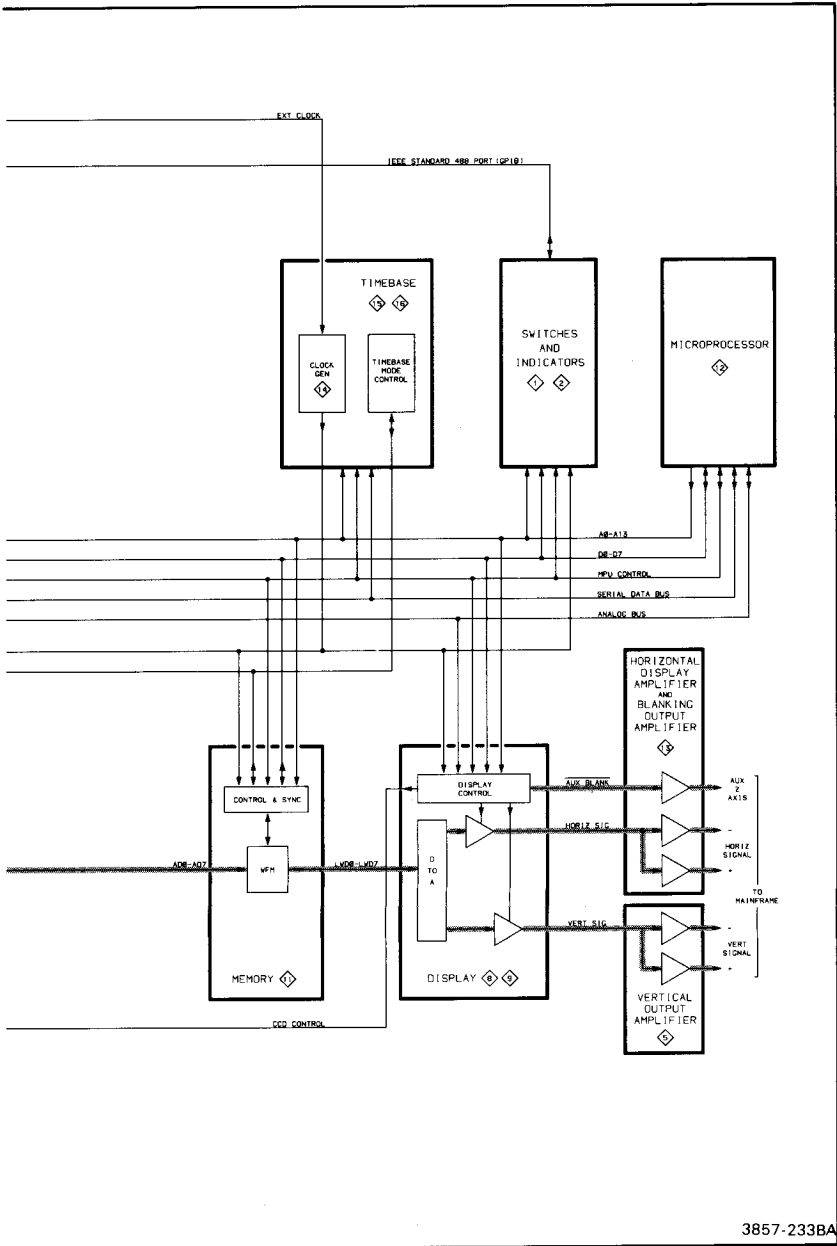 EXT CLOCK
IEEE STANDARD 488 PORT (GPIB)
TIMEBASE
15 16
CLOCK
GEN
14
TIMEBASE
MODE
CONTROL
SWITCHES
AND
INDICATORS
1 2
MICROPROCESSOR
12
A0-A13
D0-D7
MPU CONTROL
SERIAL DATA BUS
ANALOG BUS
HORIZONTAL
DISPLAY
AMPLIFIER
AND
BLANKING
OUTPUT
AMPLIFIER
13
CONTROL & SYNC
DISPLAY
CONTROL
AUX BLANK
AUX
Z
AXIS
HORIZ SIG
-
HORIZ
SIGNAL
+
AD0-AD7
WFM
LWD0-LWD7
D
TO
A
TO
MAINFRAME
VERT SIG
-
VERT
SIGNAL
+
MEMORY 11
DISPLAY 8 9
VERTICAL
OUTPUT
AMPLIFIER
5
CCD CONTROL
3857-233BA